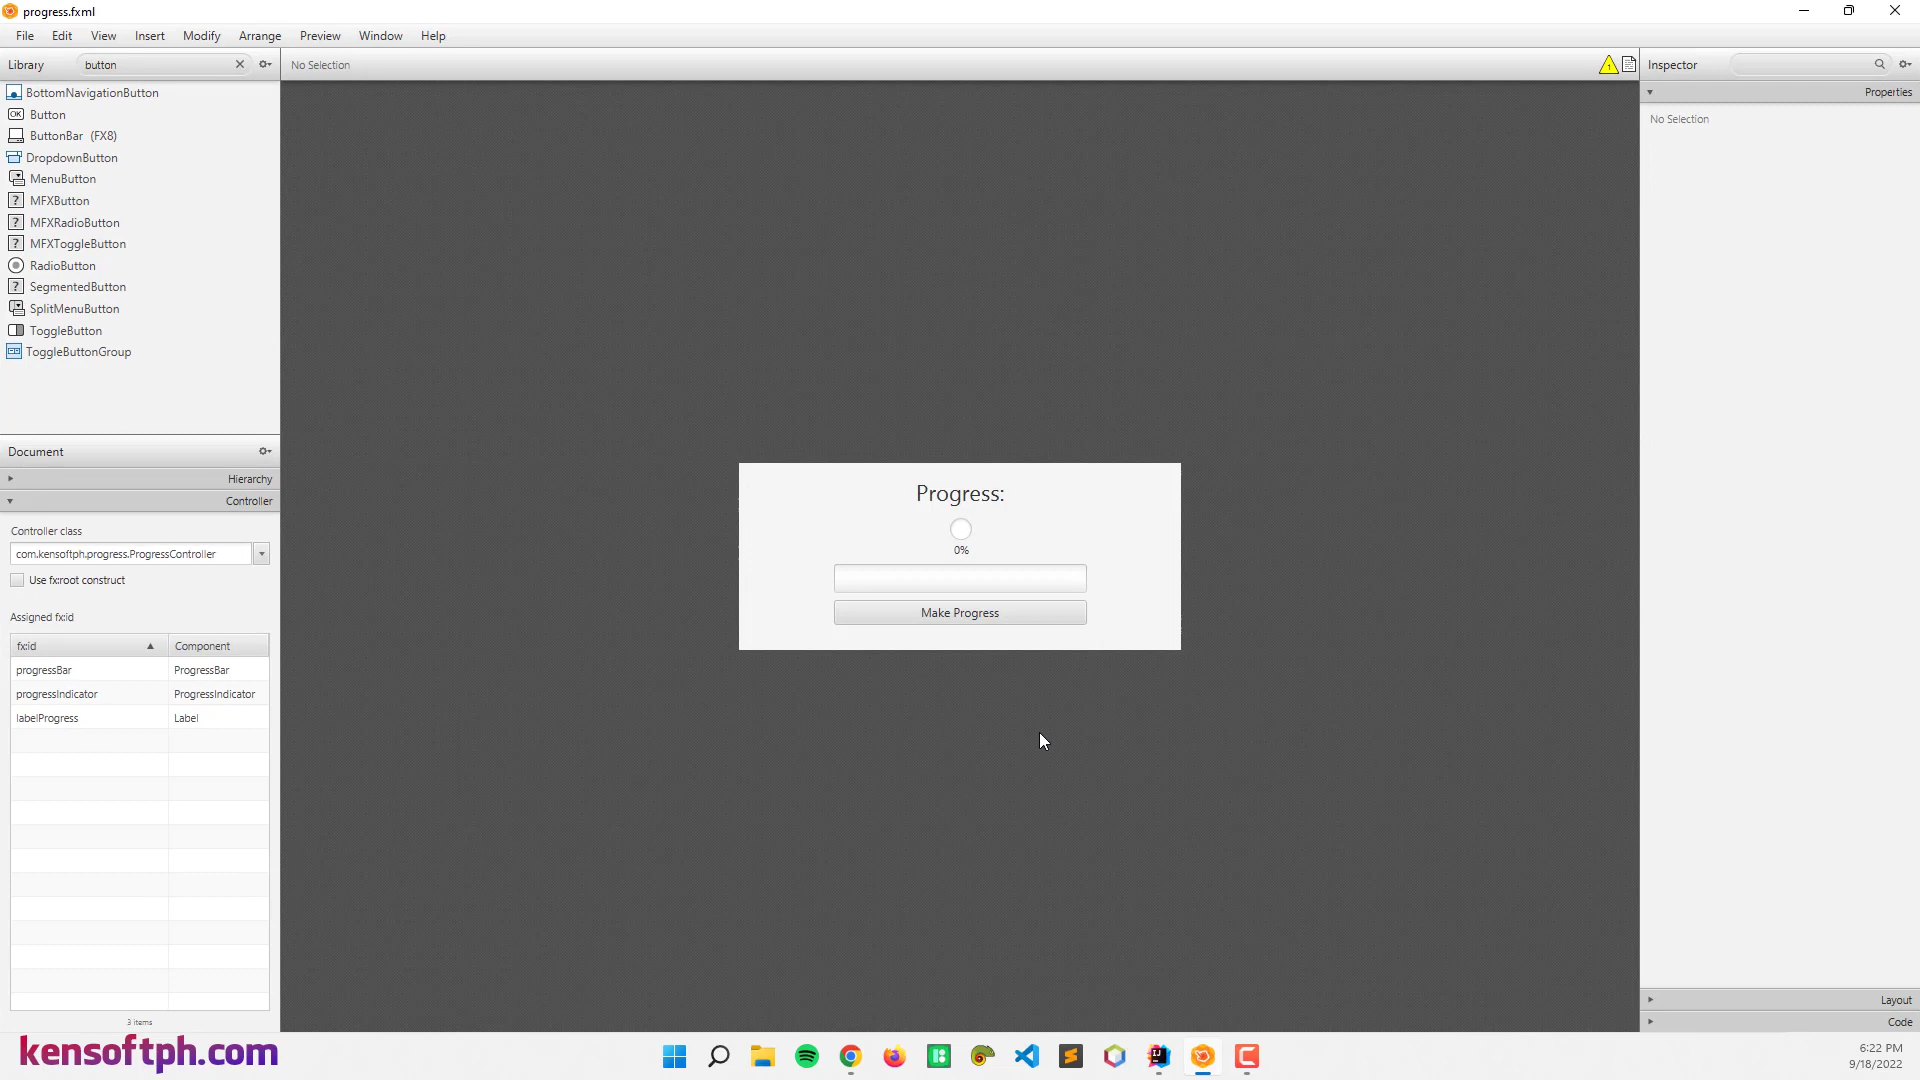 progress.fxml
File Edit View Insert Modify Arrange Preview Window Help
Library button No Selection Inspector
BottomNavigationButton
Button
ButtonBar (FX8)
DropdownButton
MenuButton
MFXButton
MFXRadioButton
MFXToggleButton
RadioButton
SegmentedButton
SplitMenuButton
ToggleButton
ToggleButtonGroup
Properties
No Selection
Document
Hierarchy
Controller
Controller class
com.kensoftph.progress.ProgressController
Use fx:root construct
Assigned fx:id
fx:id Component
progressBar ProgressBar
progressIndicator ProgressIndicator
labelProgress Label
3 items
Progress:
0%
Make Progress
Layout
Code
kensoftph.com
6:22 PM
9/18/2022